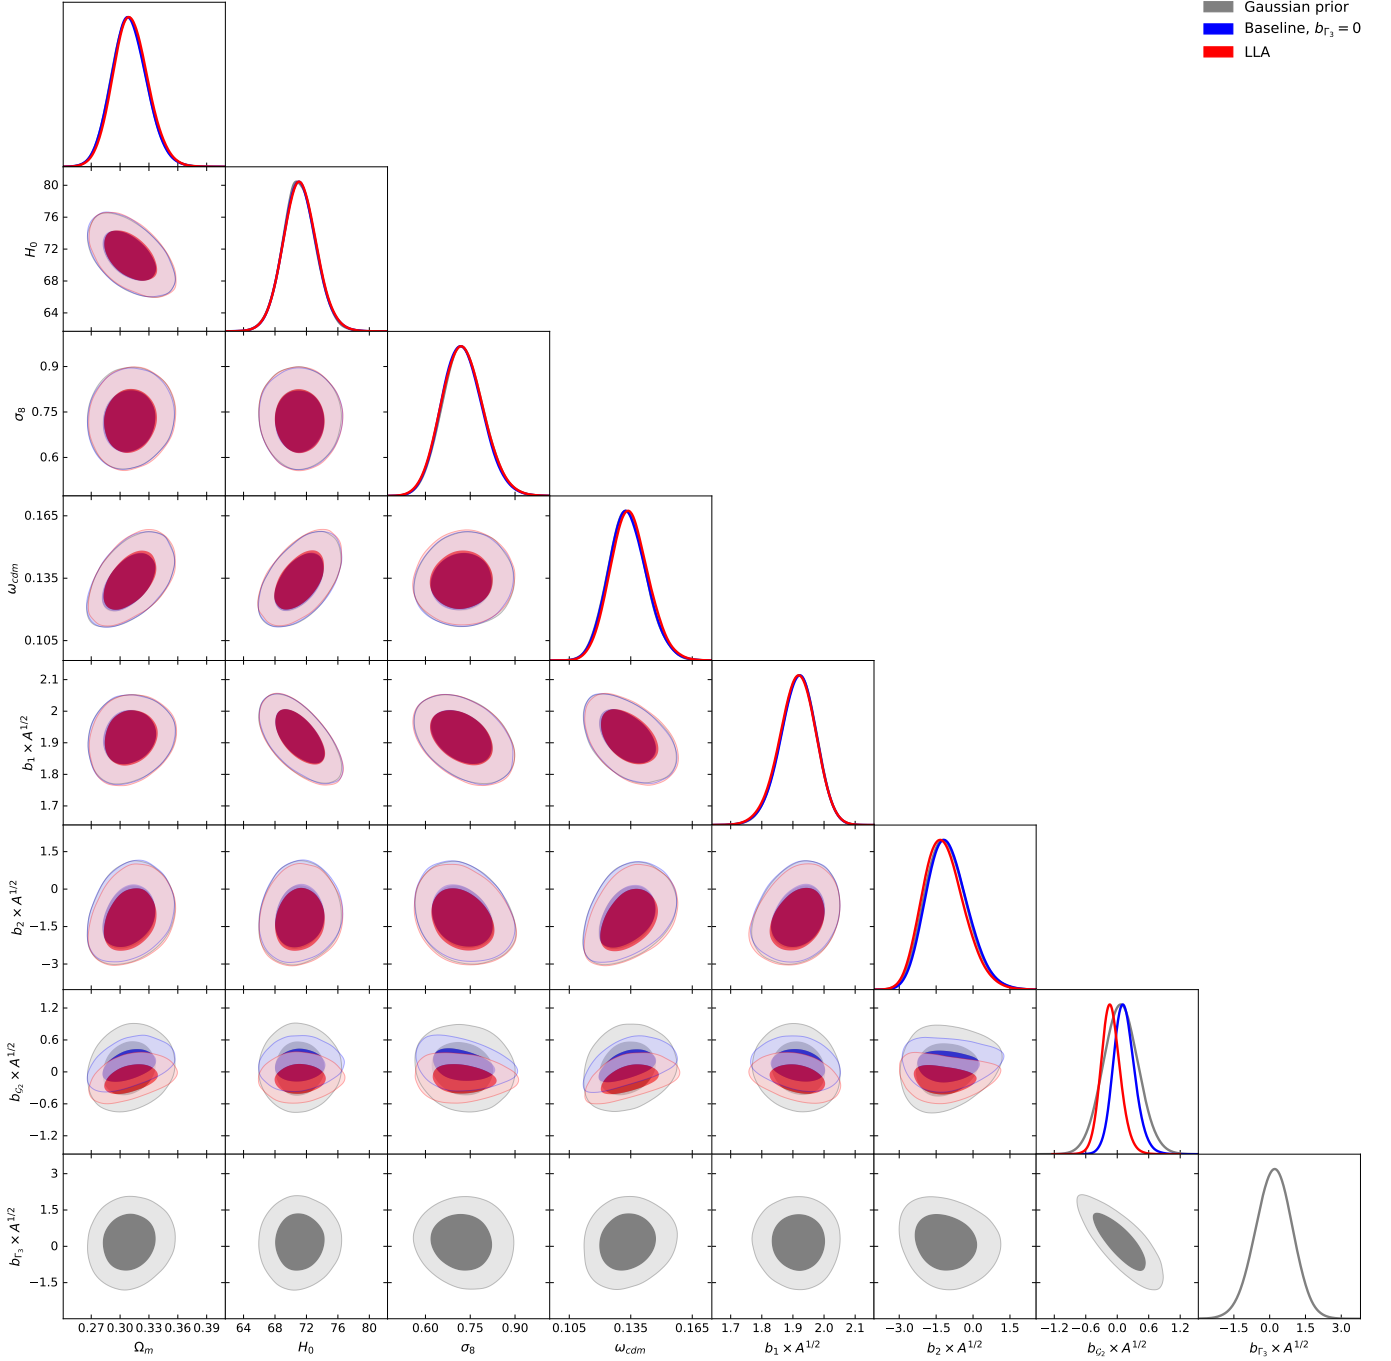 Gaussian prior
Baseline, $b_{\Gamma_3} = 0$
LLA
80
76
72
68
64
$H_0$
0.9
0.75
0.6
$\sigma_8$
0.165
0.135
0.105
$\omega_{cdm}$
2.1
2
1.9
1.8
1.7
$b_1 \times A^{1/2}$
1.5
0
−1.5
−3
$b_2 \times A^{1/2}$
1.2
0.6
0
−0.6
−1.2
$b_{\mathcal{G}_2} \times A^{1/2}$
3
1.5
0
−1.5
$b_{\Gamma_3} \times A^{1/2}$
0.27 0.30 0.33 0.36 0.39 64 68 72 76 80 0.60 0.75 0.90 0.105 0.135 0.165 1.7 1.8 1.9 2.0 2.1 −3.0 −1.5 0.0 1.5 −1.2 −0.6 0.0 0.6 1.2 −1.5 0.0 1.5 3.0
$\Omega_m$ $H_0$ $\sigma_8$ $\omega_{cdm}$ $b_1 \times A^{1/2}$ $b_2 \times A^{1/2}$ $b_{\mathcal{G}_2} \times A^{1/2}$ $b_{\Gamma_3} \times A^{1/2}$